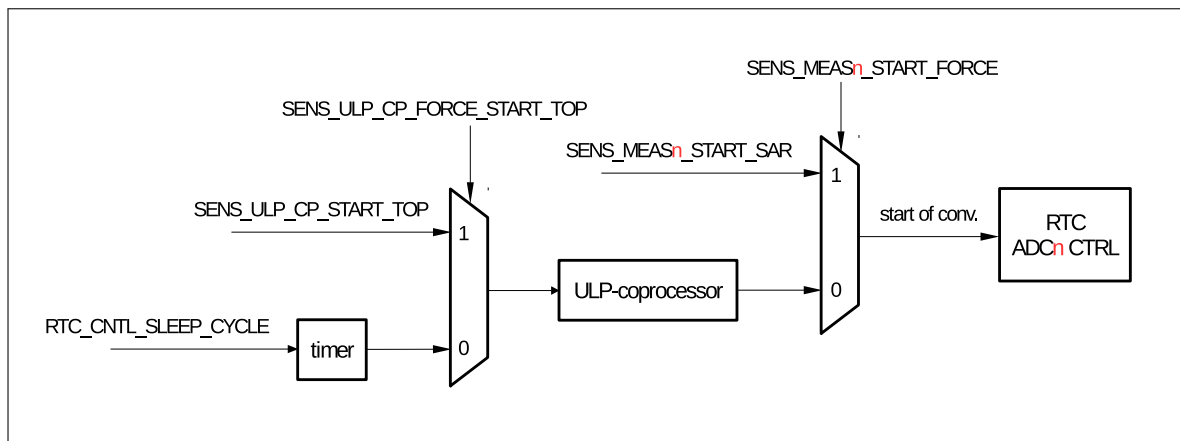 SENS_MEASn_START_FORCE
SENS_ULP_CP_FORCE_START_TOP
SENS_MEASn_START_SAR
1
SENS_ULP_CP_START_TOP
1
start of conv.
RTC
ADCn CTRL
ULP-coprocessor
0
RTC_CNTL_SLEEP_CYCLE
timer
0